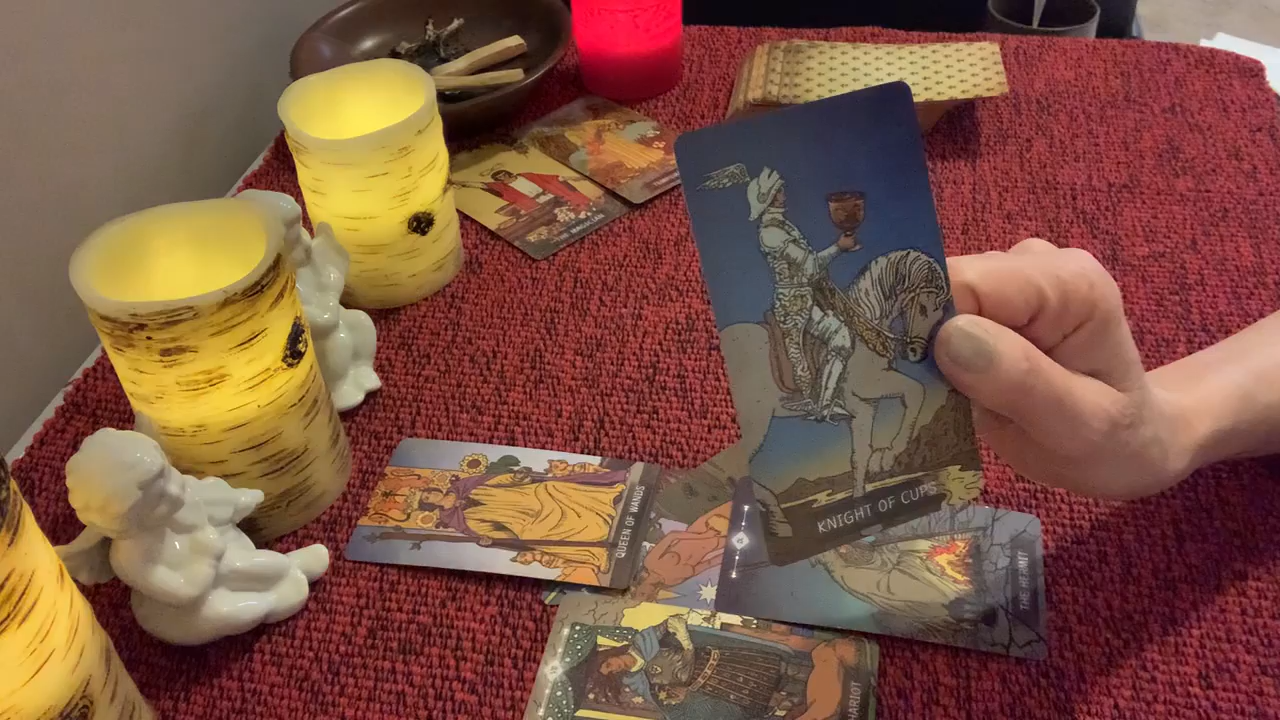 THE MAGICIAN
KNIGHT OF CUPS
QUEEN OF WANDS
THE HERMIT
CHARIOT